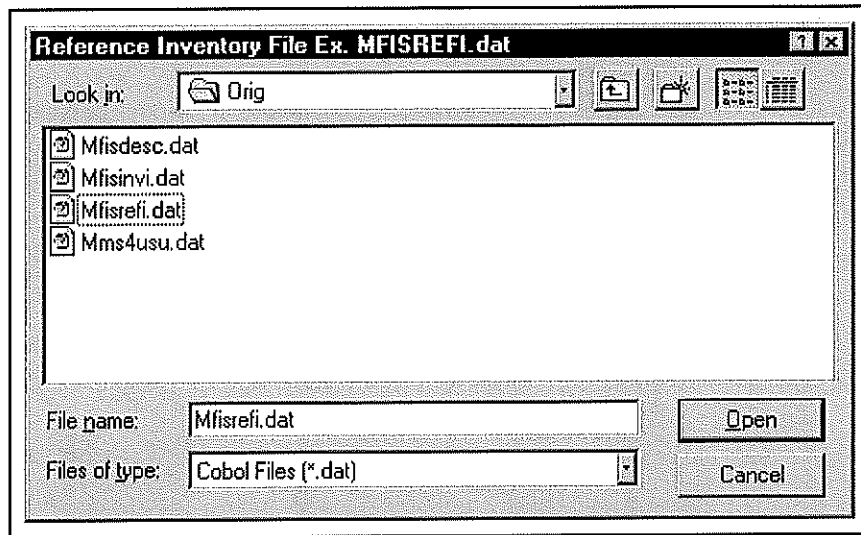 Reference Inventory File Ex. MFISREFI.dat
Look in: Orig
Mfisdesc.dat
Mfisinvi.dat
Mfisrefi.dat
Mms4usu.dat
File name: Mfisrefi.dat Open
Files of type: Cobol Files (*.dat) Cancel